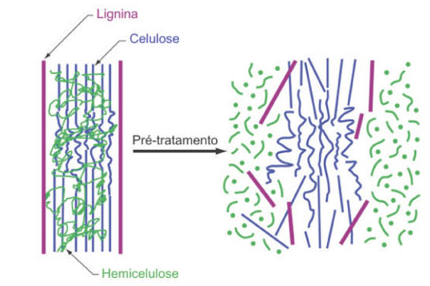 Lignina
Celulose
Pré-tratamento
Hemicelulose